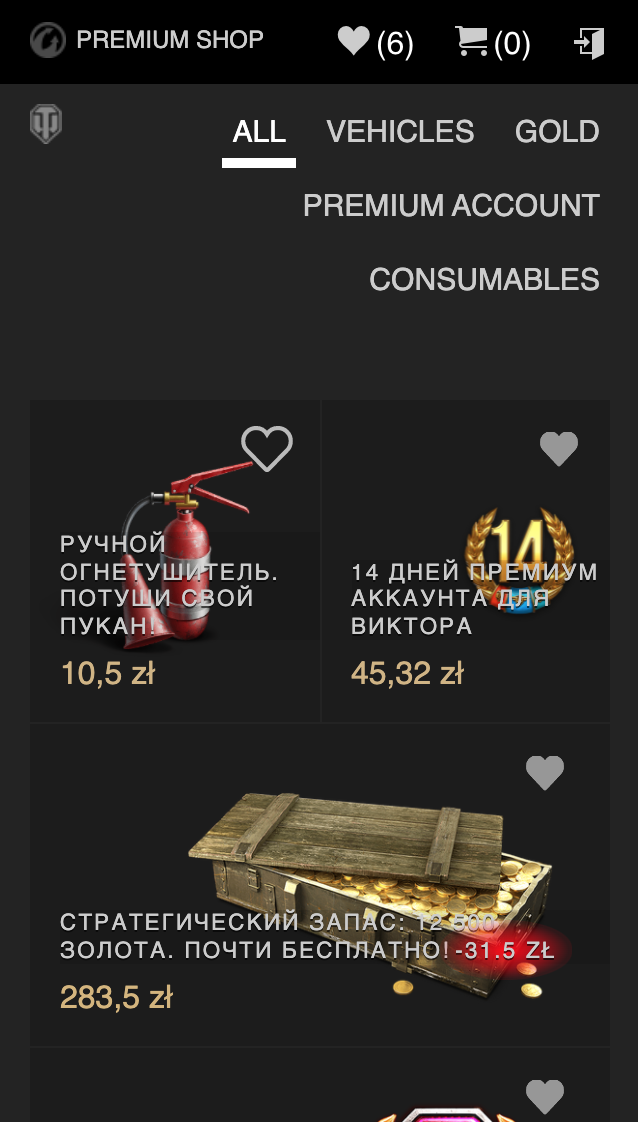 PREMIUM SHOP (6) (0)
ALL VEHICLES GOLD
PREMIUM ACCOUNT
CONSUMABLES
РУЧНОЙ
ОГНЕТУШИТЕЛЬ.
ПОТУШИ СВОЙ
ПУКАН!
10,5 zł
14
14 ДНЕЙ ПРЕМИУМ
АККАУНТА ДЛЯ
ВИКТОРА
45,32 zł
СТРАТЕГИЧЕСКИЙ ЗАПАС: 12 500
ЗОЛОТА. ПОЧТИ БЕСПЛАТНО! -31.5 ZŁ
283,5 zł